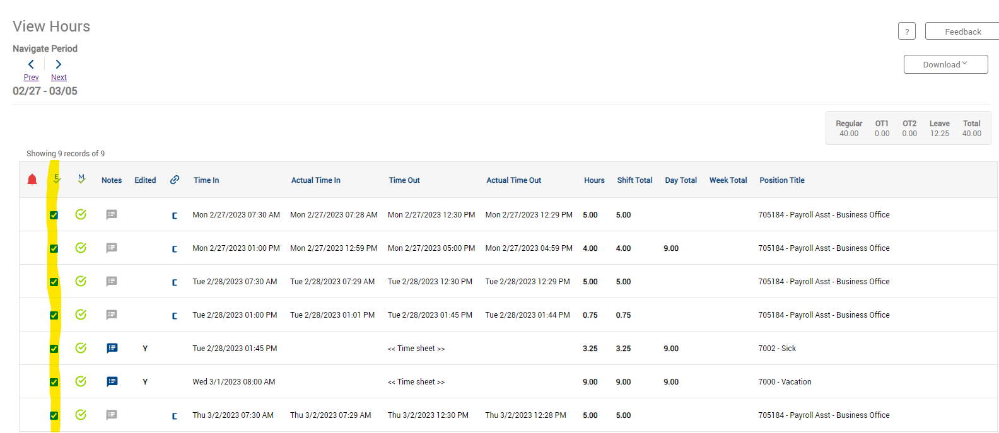 View Hours
? Feedback
Navigate Period
Prev Next
Download
02/27 - 03/05
Regular OT1 OT2 Leave Total
40.00 0.00 0.00 12.25 40.00
Showing 9 records of 9
E M Notes Edited Time In Actual Time In Time Out Actual Time Out Hours Shift Total Day Total Week Total Position Title
C Mon 2/27/2023 07:30 AM Mon 2/27/2023 07:28 AM Mon 2/27/2023 12:30 PM Mon 2/27/2023 12:29 PM 5.00 5.00 705184 - Payroll Asst - Business Office
C Mon 2/27/2023 01:00 PM Mon 2/27/2023 12:59 PM Mon 2/27/2023 05:00 PM Mon 2/27/2023 04:59 PM 4.00 4.00 9.00 705184 - Payroll Asst - Business Office
C Tue 2/28/2023 07:30 AM Tue 2/28/2023 07:29 AM Tue 2/28/2023 12:30 PM Tue 2/28/2023 12:29 PM 5.00 5.00 705184 - Payroll Asst - Business Office
C Tue 2/28/2023 01:00 PM Tue 2/28/2023 01:01 PM Tue 2/28/2023 01:45 PM Tue 2/28/2023 01:44 PM 0.75 0.75 705184 - Payroll Asst - Business Office
Y Tue 2/28/2023 01:45 PM << Time sheet >> 3.25 3.25 9.00 7002 - Sick
Y Wed 3/1/2023 08:00 AM << Time sheet >> 9.00 9.00 9.00 7000 - Vacation
C Thu 3/2/2023 07:30 AM Thu 3/2/2023 07:29 AM Thu 3/2/2023 12:30 PM Thu 3/2/2023 12:28 PM 5.00 5.00 705184 - Payroll Asst - Business Office